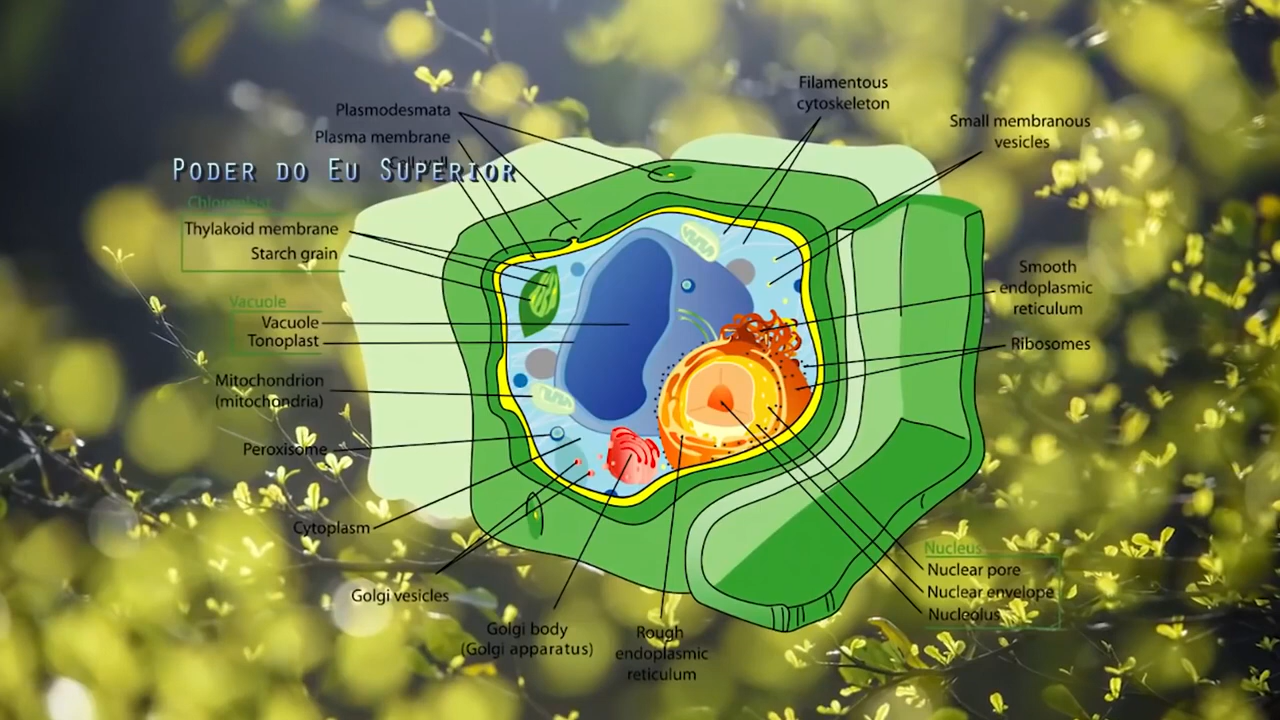 Filamentous
cytoskeleton
Plasmodesmata
Small membranous
vesicles
Plasma membrane
Cell wall
Poder do Eu Superior
Chloroplast
Thylakoid membrane
Starch grain
Smooth
endoplasmic
reticulum
Vacuole
Vacuole
Tonoplast
Ribosomes
Mitochondrion
(mitochondria)
Peroxisome
Cytoplasm
Nucleus
Nuclear pore
Nuclear envelope
Nucleolus
Golgi vesicles
Golgi body
(Golgi apparatus)
Rough
endoplasmic
reticulum